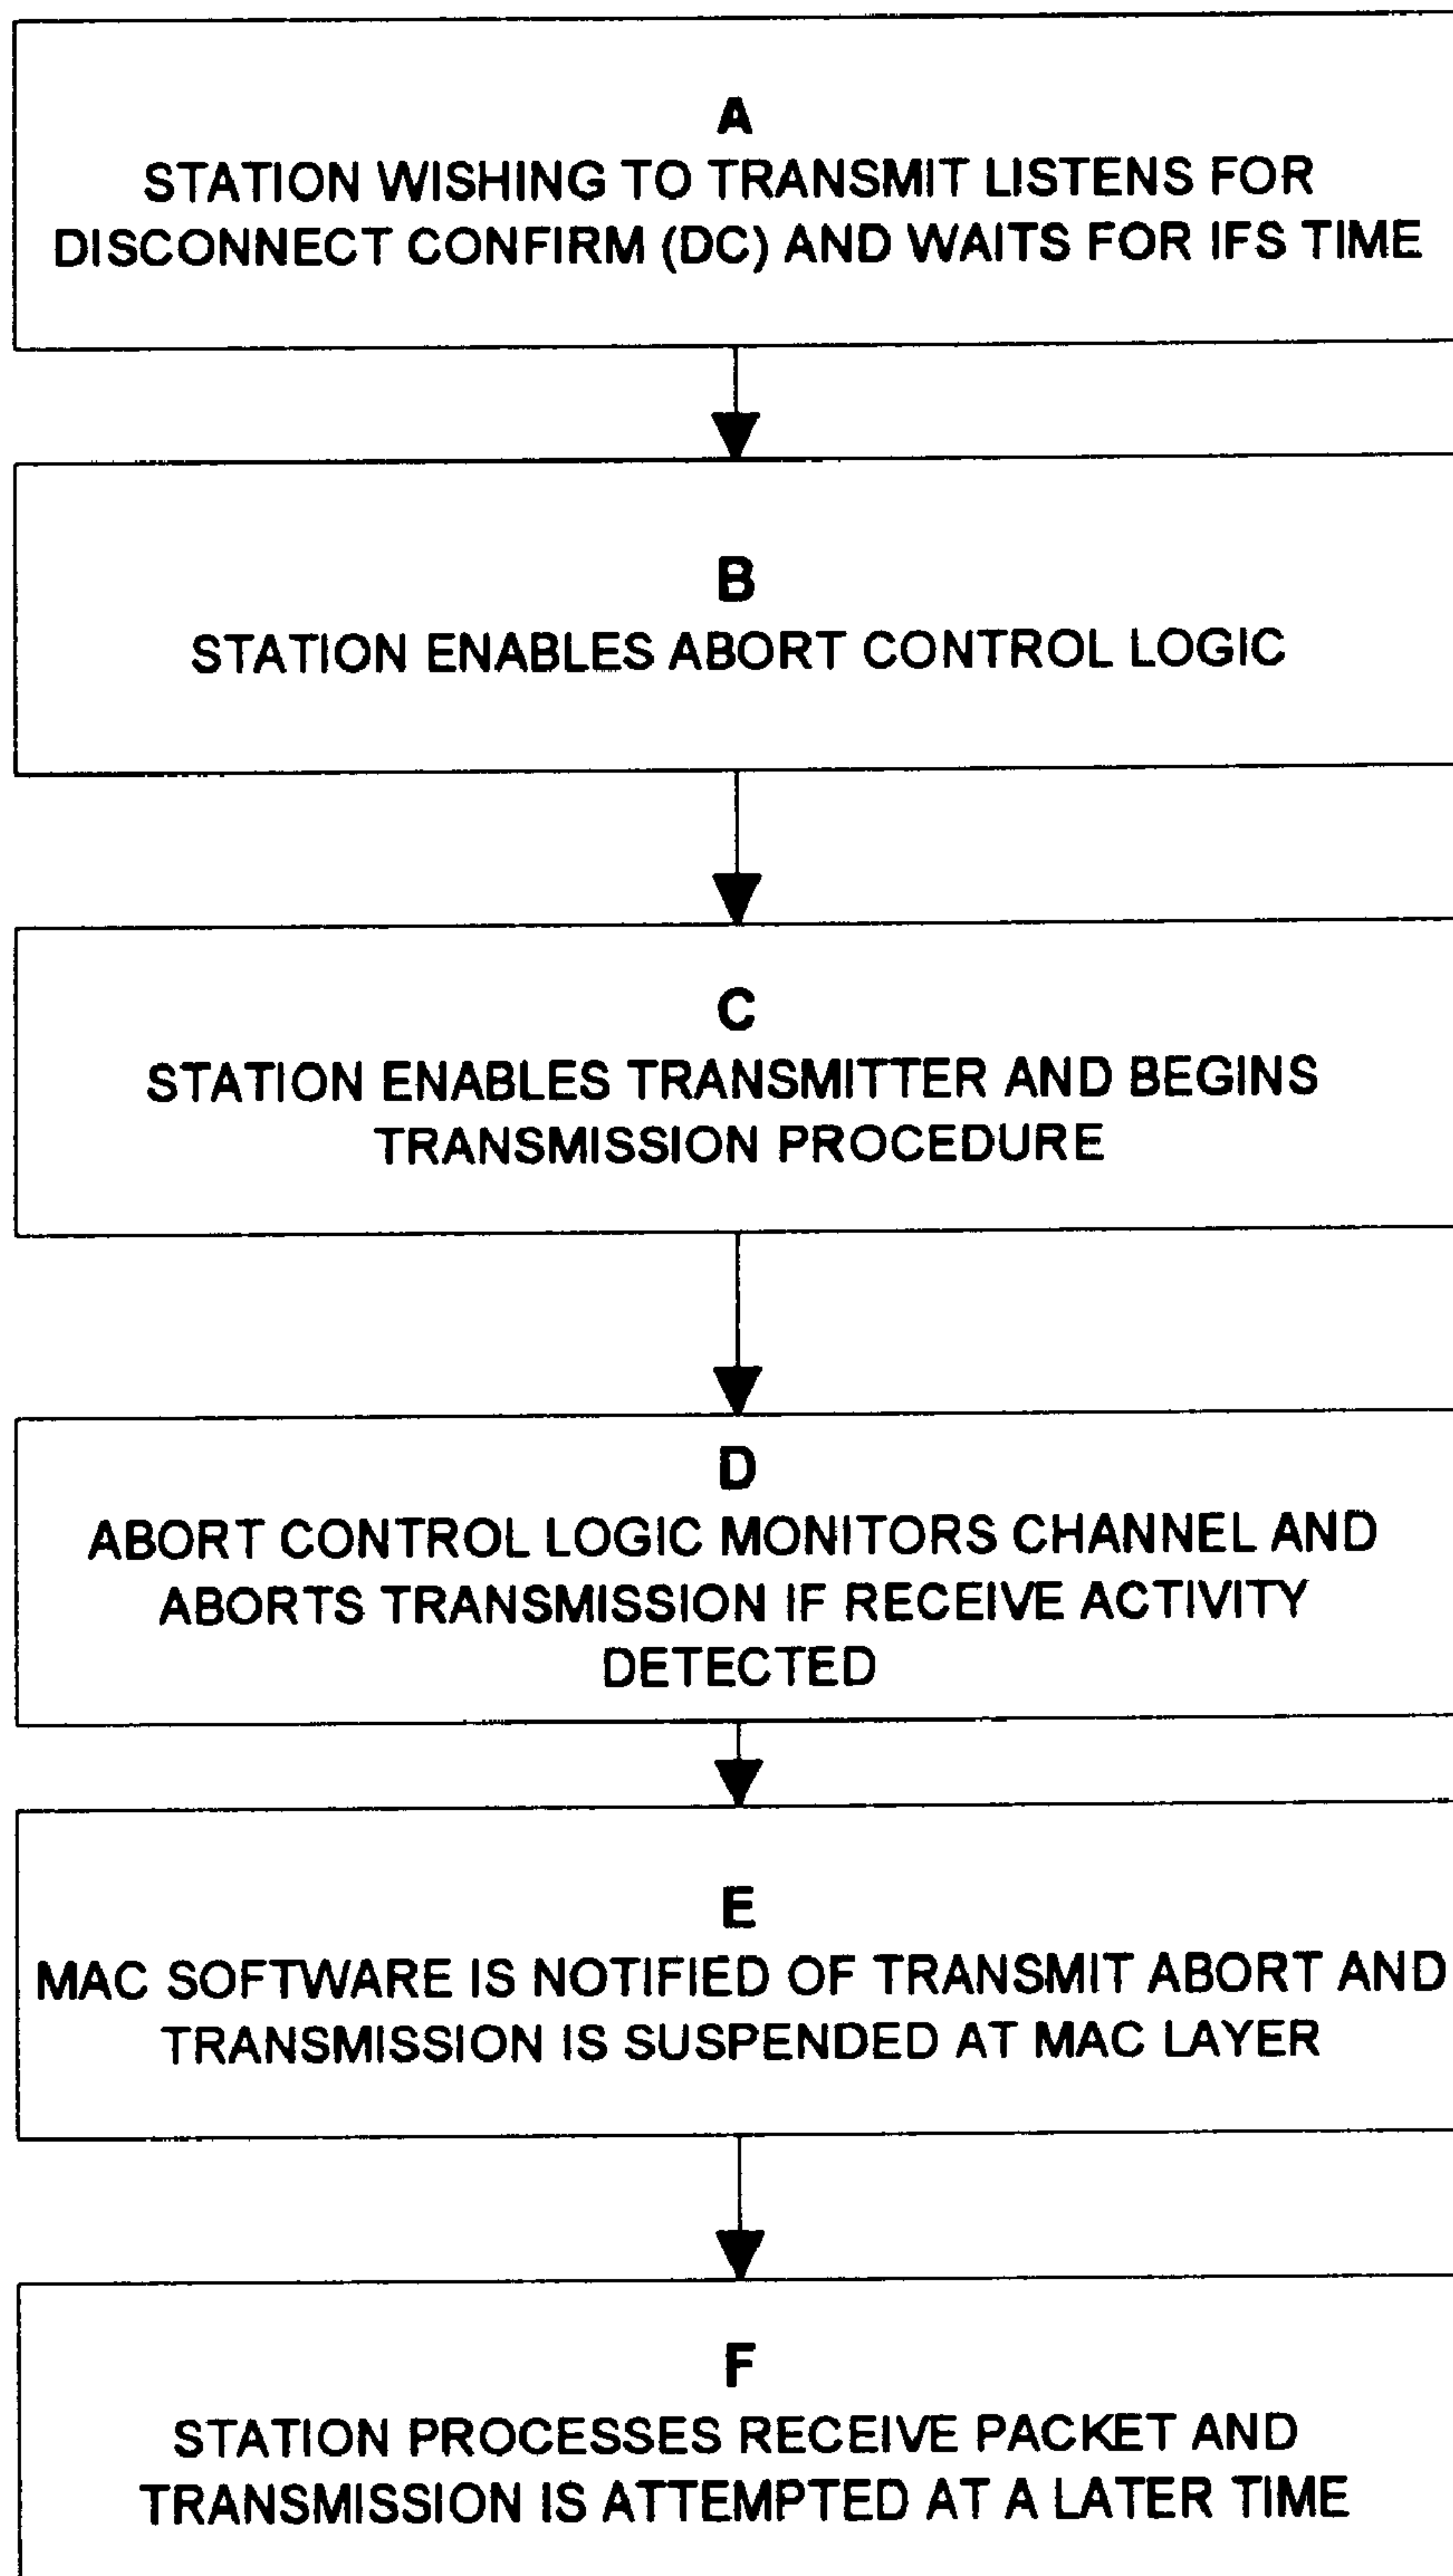 A
STATION WISHING TO TRANSMIT LISTENS FOR
DISCONNECT CONFIRM (DC) AND WAITS FOR IFS TIME
B
STATION ENABLES ABORT CONTROL LOGIC
C
STATION ENABLES TRANSMITTER AND BEGINS
TRANSMISSION PROCEDURE
D
ABORT CONTROL LOGIC MONITORS CHANNEL AND
ABORTS TRANSMISSION IF RECEIVE ACTIVITY
DETECTED
E
MAC SOFTWARE IS NOTIFIED OF TRANSMIT ABORT AND
TRANSMISSION IS SUSPENDED AT MAC LAYER
F
STATION PROCESSES RECEIVE PACKET AND
TRANSMISSION IS ATTEMPTED AT A LATER TIME